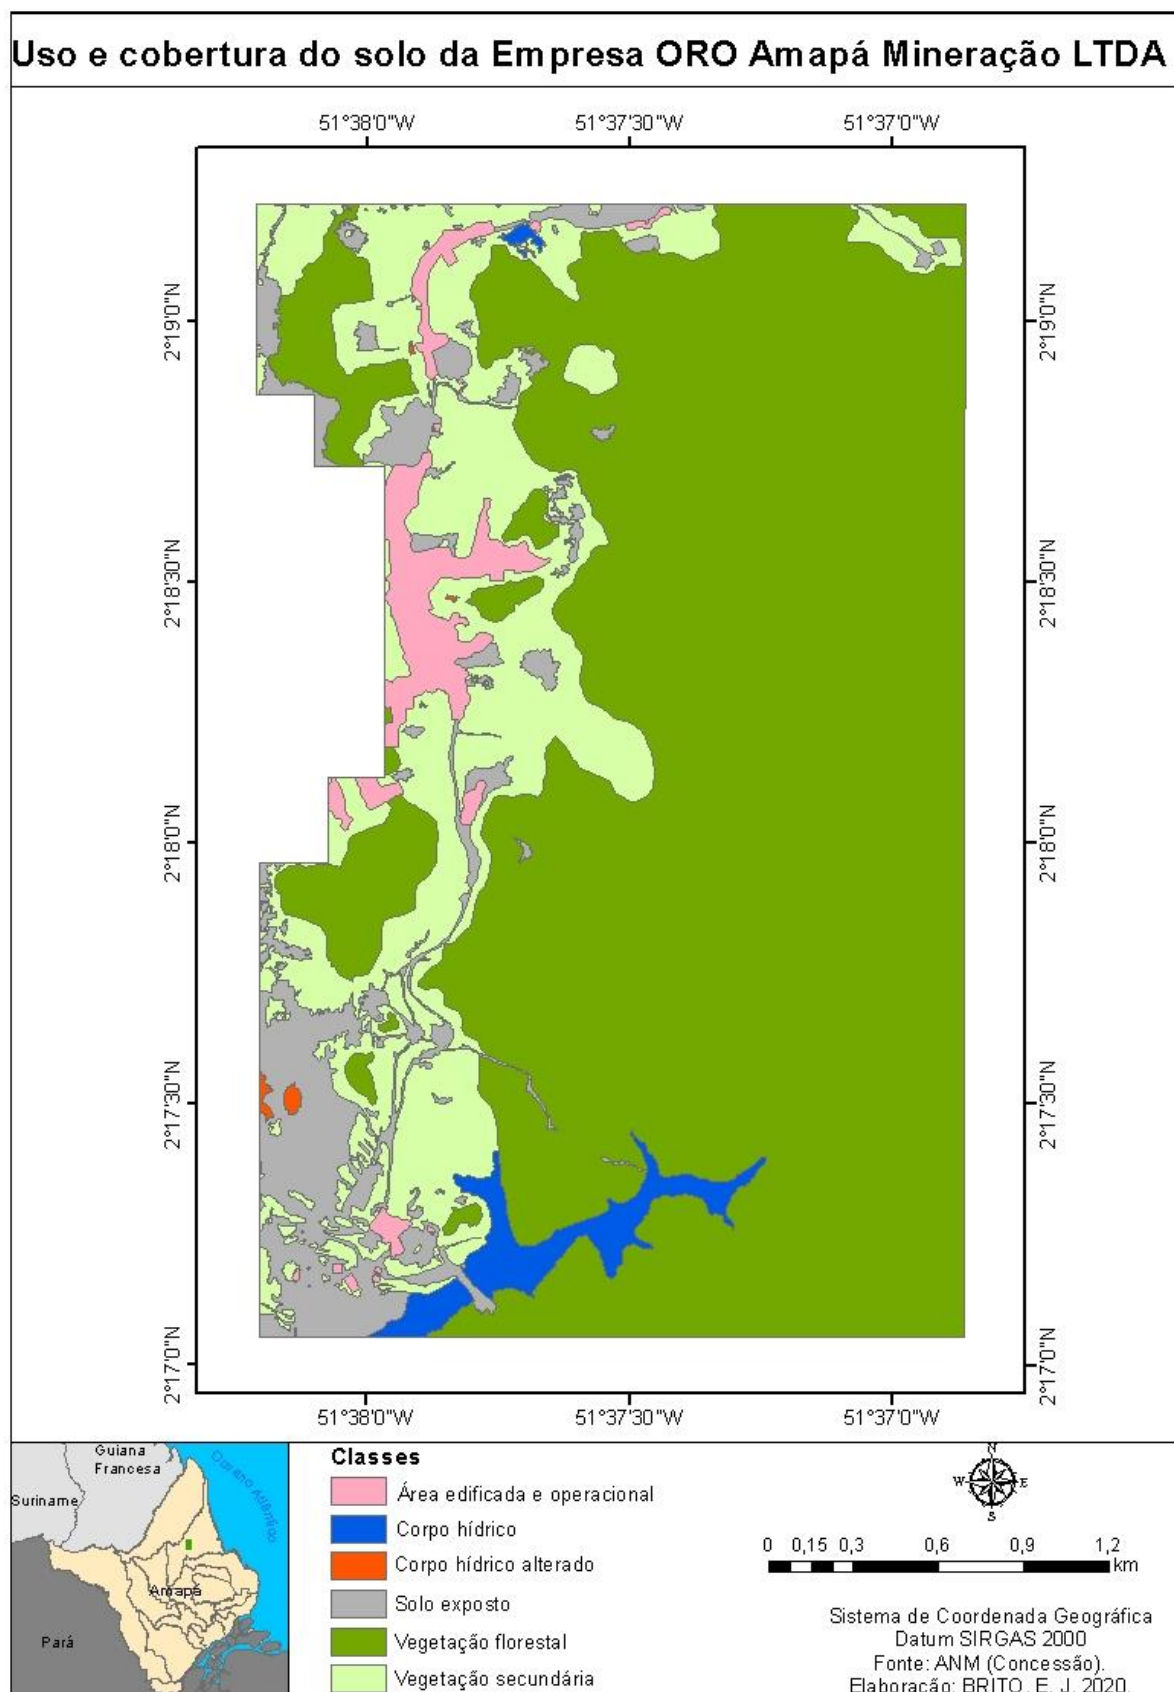 Uso e cobertura do solo da Empresa ORO Amapá Mineração LTDA
51°38'0"W 51°37'30"W 51°37'0"W
2°19'0"N 2°19'0"N
2°18'30"N 2°18'30"N
2°18'0"N 2°18'0"N
2°17'30"N 2°17'30"N
2°17'0"N 2°17'0"N
51°38'0"W 51°37'30"W 51°37'0"W
Guiana
Francesa
Suriname
Oceano Atlântico
Amapá
Pará
Classes
Área edificada e operacional
Corpo hídrico
Corpo hídrico alterado
Solo exposto
Vegetação florestal
Vegetação secundária
N
W E
S
0 0,15 0,3 0,6 0,9 1,2
km
Sistema de Coordenada Geográfica
Datum SIRGAS 2000
Fonte: ANM (Concessão).
Elaboração: BRITO, E. J. 2020.